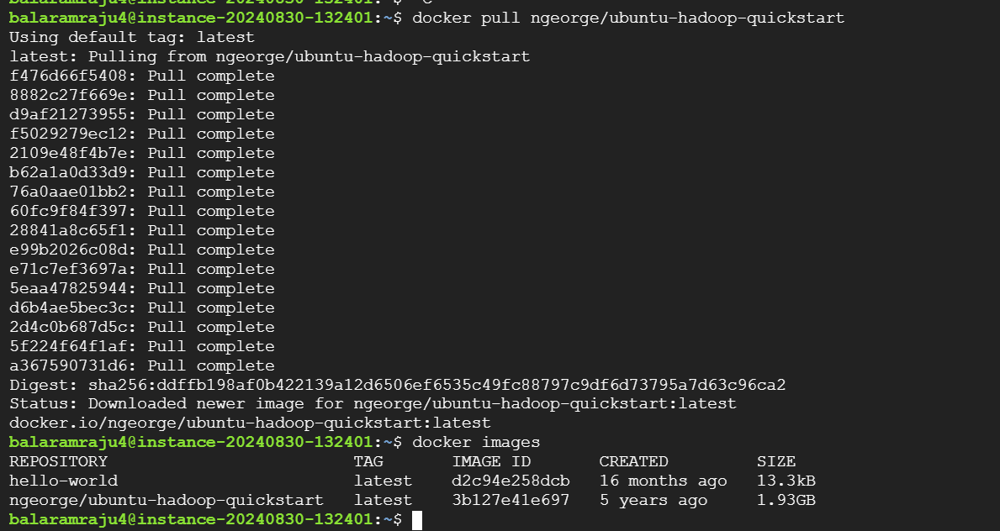 balaramraju4@instance-20240830-132401:~$ ^C
balaramraju4@instance-20240830-132401:~$ docker pull ngeorge/ubuntu-hadoop-quickstart
Using default tag: latest
latest: Pulling from ngeorge/ubuntu-hadoop-quickstart
f476d66f5408: Pull complete
8882c27f669e: Pull complete
d9af21273955: Pull complete
f5029279ec12: Pull complete
2109e48f4b7e: Pull complete
b62a1a0d33d9: Pull complete
76a0aae01bb2: Pull complete
60fc9f84f397: Pull complete
28841a8c65f1: Pull complete
e99b2026c08d: Pull complete
e71c7ef3697a: Pull complete
5eaa47825944: Pull complete
d6b4ae5bec3c: Pull complete
2d4c0b687d5c: Pull complete
5f224f64f1af: Pull complete
a367590731d6: Pull complete
Digest: sha256:ddffb198af0b422139a12d6506ef6535c49fc88797c9df6d73795a7d63c96ca2
Status: Downloaded newer image for ngeorge/ubuntu-hadoop-quickstart:latest
docker.io/ngeorge/ubuntu-hadoop-quickstart:latest
balaramraju4@instance-20240830-132401:~$ docker images
REPOSITORY TAG IMAGE ID CREATED SIZE
hello-world latest d2c94e258dcb 16 months ago 13.3kB
ngeorge/ubuntu-hadoop-quickstart latest 3b127e41e697 5 years ago 1.93GB
balaramraju4@instance-20240830-132401:~$